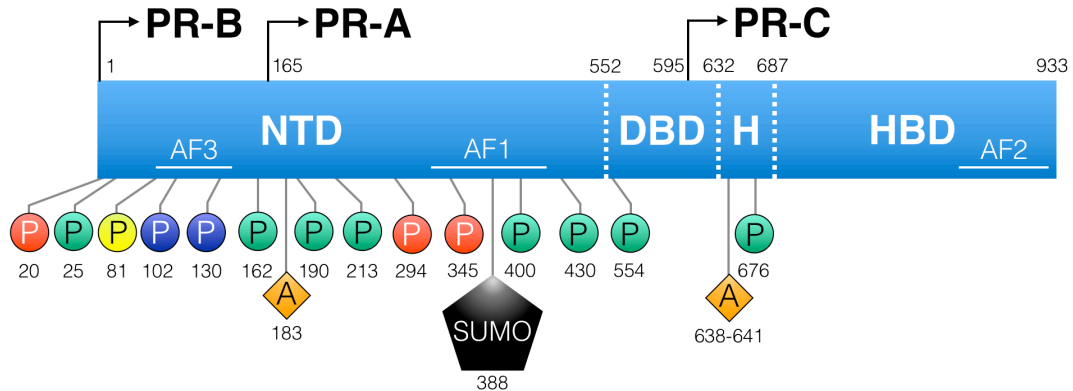 PR-B PR-A PR-C
1 165 552 595 632 687 933
NTD DBD H HBD
AF3 AF1 AF2
P P P P P P P P P P P P P P
20 25 81 102 130 162 190 213 294 345 400 430 554 676
A A
183 638-641
SUMO
388